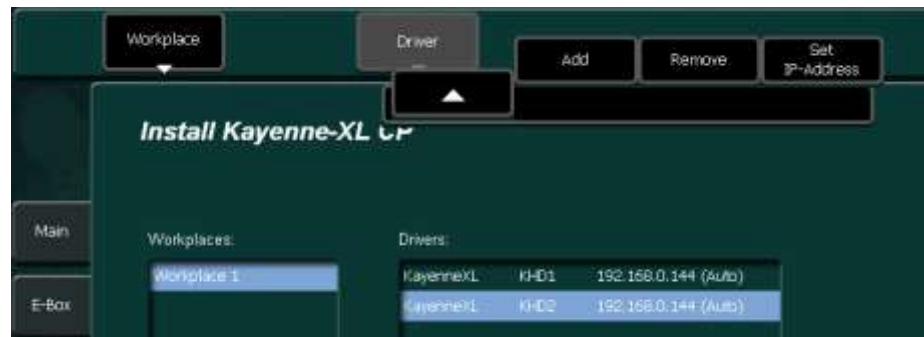 Workplace
Driver
Add
Remove
Set
IP-Address
Install Kayenne-XL CP
Main
Workplaces:
Drivers:
Workplace 1
KayenneXL KHD1 192.168.0.144 (Auto)
E-Box
KayenneXL KHD2 192.168.0.144 (Auto)